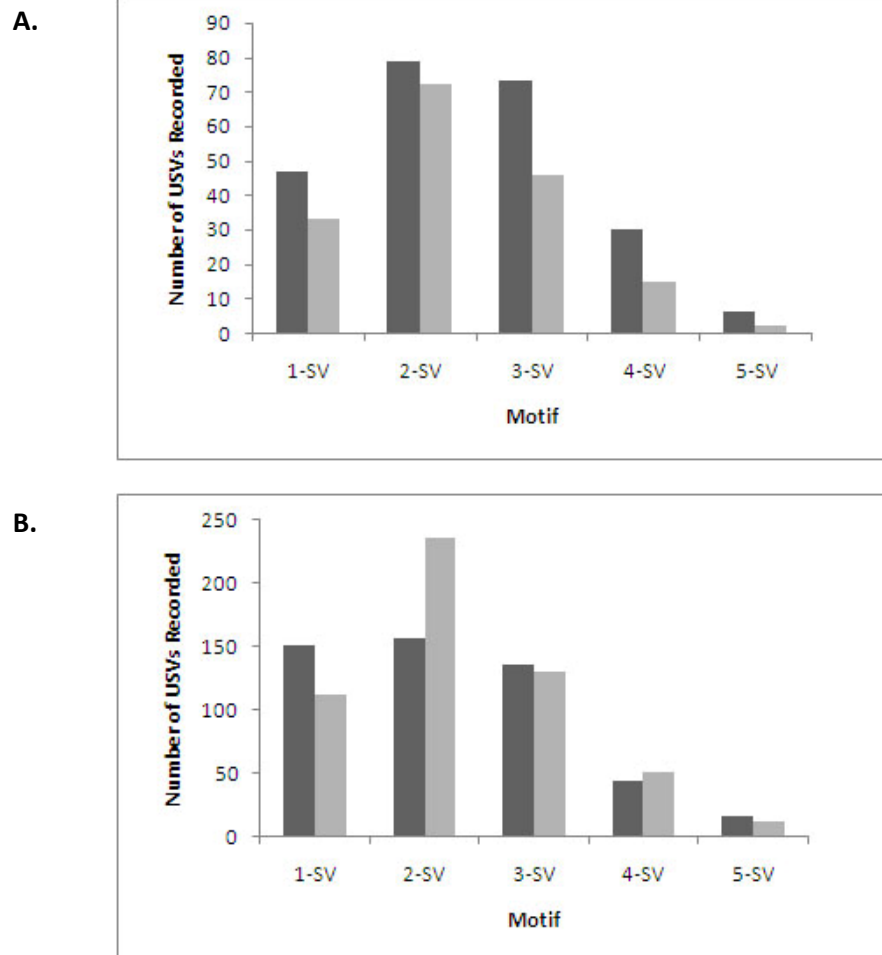 A.
Number of USVs Recorded
90
80
70
60
50
40
30
20
10
0
1-SV 2-SV 3-SV 4-SV 5-SV
Motif
B.
Number of USVs Recorded
250
200
150
100
50
0
1-SV 2-SV 3-SV 4-SV 5-SV
Motif